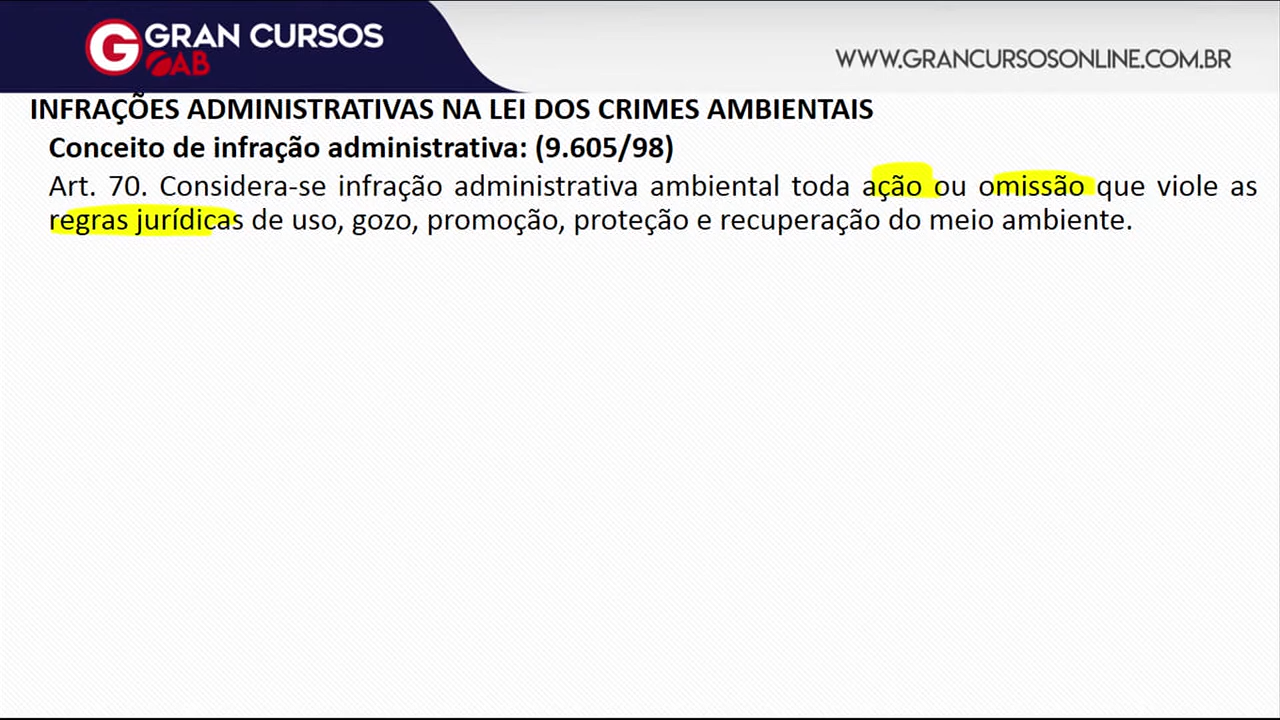 GRAN CURSOS
OAB
WWW.GRANCURSOSONLINE.COM.BR
INFRAÇÕES ADMINISTRATIVAS NA LEI DOS CRIMES AMBIENTAIS
Conceito de infração administrativa: (9.605/98)
Art. 70. Considera-se infração administrativa ambiental toda ação ou omissão que viole as
regras jurídicas de uso, gozo, promoção, proteção e recuperação do meio ambiente.